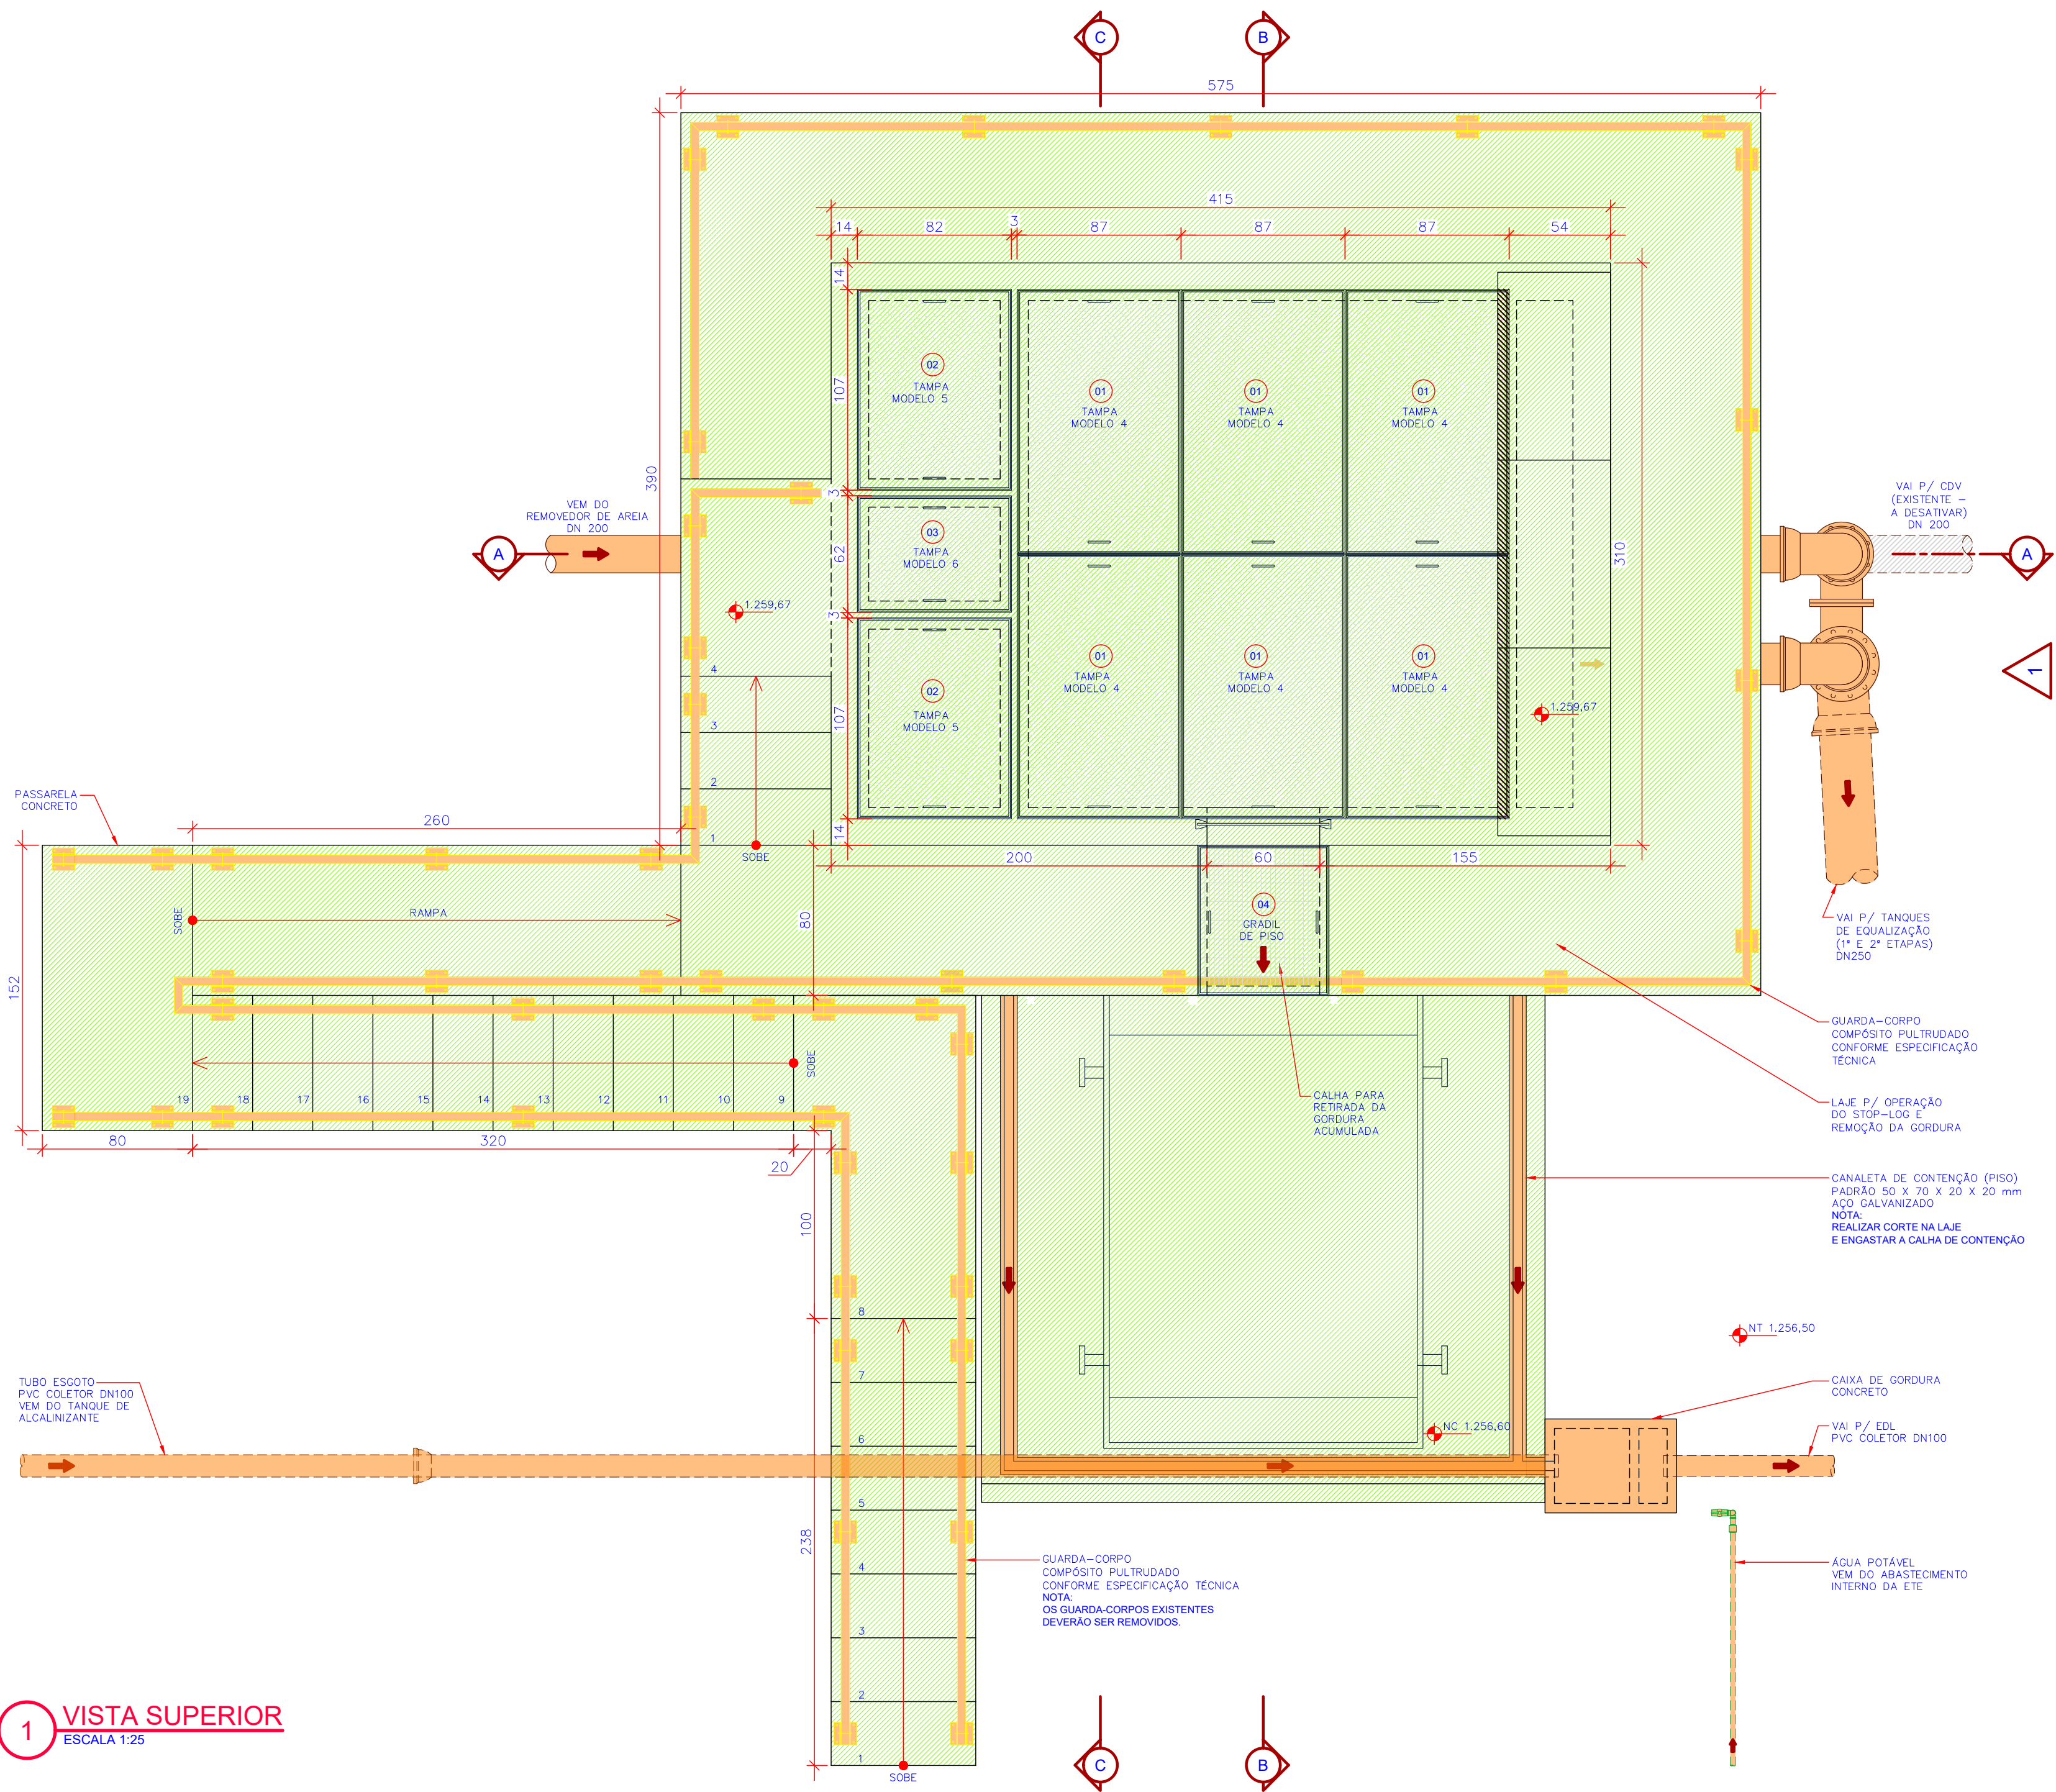 C
B
575
415
14
82
3
87
87
87
54
14
107
3
62
3
107
14
390
310
02
TAMPA
MODELO 5
01
TAMPA
MODELO 4
01
TAMPA
MODELO 4
01
TAMPA
MODELO 4
03
TAMPA
MODELO 6
02
TAMPA
MODELO 5
01
TAMPA
MODELO 4
01
TAMPA
MODELO 4
01
TAMPA
MODELO 4
VEM DO
REMOVEDOR DE AREIA
DN 200
A
1.259,67
VAI P/ CDV
(EXISTENTE –
A DESATIVAR)
DN 200
A
1
1.259,67
4
3
2
1
SOBE
PASSARELA
CONCRETO
260
200
60
155
SOBE
RAMPA
80
152
04
GRADIL
DE PISO
VAI P/ TANQUES
DE EQUALIZAÇÃO
(1ª E 2ª ETAPAS)
DN250
GUARDA–CORPO
COMPÓSITO PULTRUDADO
CONFORME ESPECIFICAÇÃO
TÉCNICA
SOBE
19
18
17
16
15
14
13
12
11
10
9
CALHA PARA
RETIRADA DA
GORDURA
ACUMULADA
LAJE P/ OPERAÇÃO
DO STOP–LOG E
REMOÇÃO DA GORDURA
80
320
20
100
CANALETA DE CONTENÇÃO (PISO)
PADRÃO 50 X 70 X 20 X 20 mm
AÇO GALVANIZADO
NOTA:
REALIZAR CORTE NA LAJE
E ENGASTAR A CALHA DE CONTENÇÃO
8
7
6
5
4
3
2
1
SOBE
238
NT 1.256,50
TUBO ESGOTO
PVC COLETOR DN100
VEM DO TANQUE DE
ALCALINIZANTE
NC 1.256,60
CAIXA DE GORDURA
CONCRETO
VAI P/ EDL
PVC COLETOR DN100
GUARDA–CORPO
COMPÓSITO PULTRUDADO
CONFORME ESPECIFICAÇÃO TÉCNICA
NOTA:
OS GUARDA-CORPOS EXISTENTES
DEVERÃO SER REMOVIDOS.
ÁGUA POTÁVEL
VEM DO ABASTECIMENTO
INTERNO DA ETE
1
VISTA SUPERIOR
ESCALA 1:25
C
B